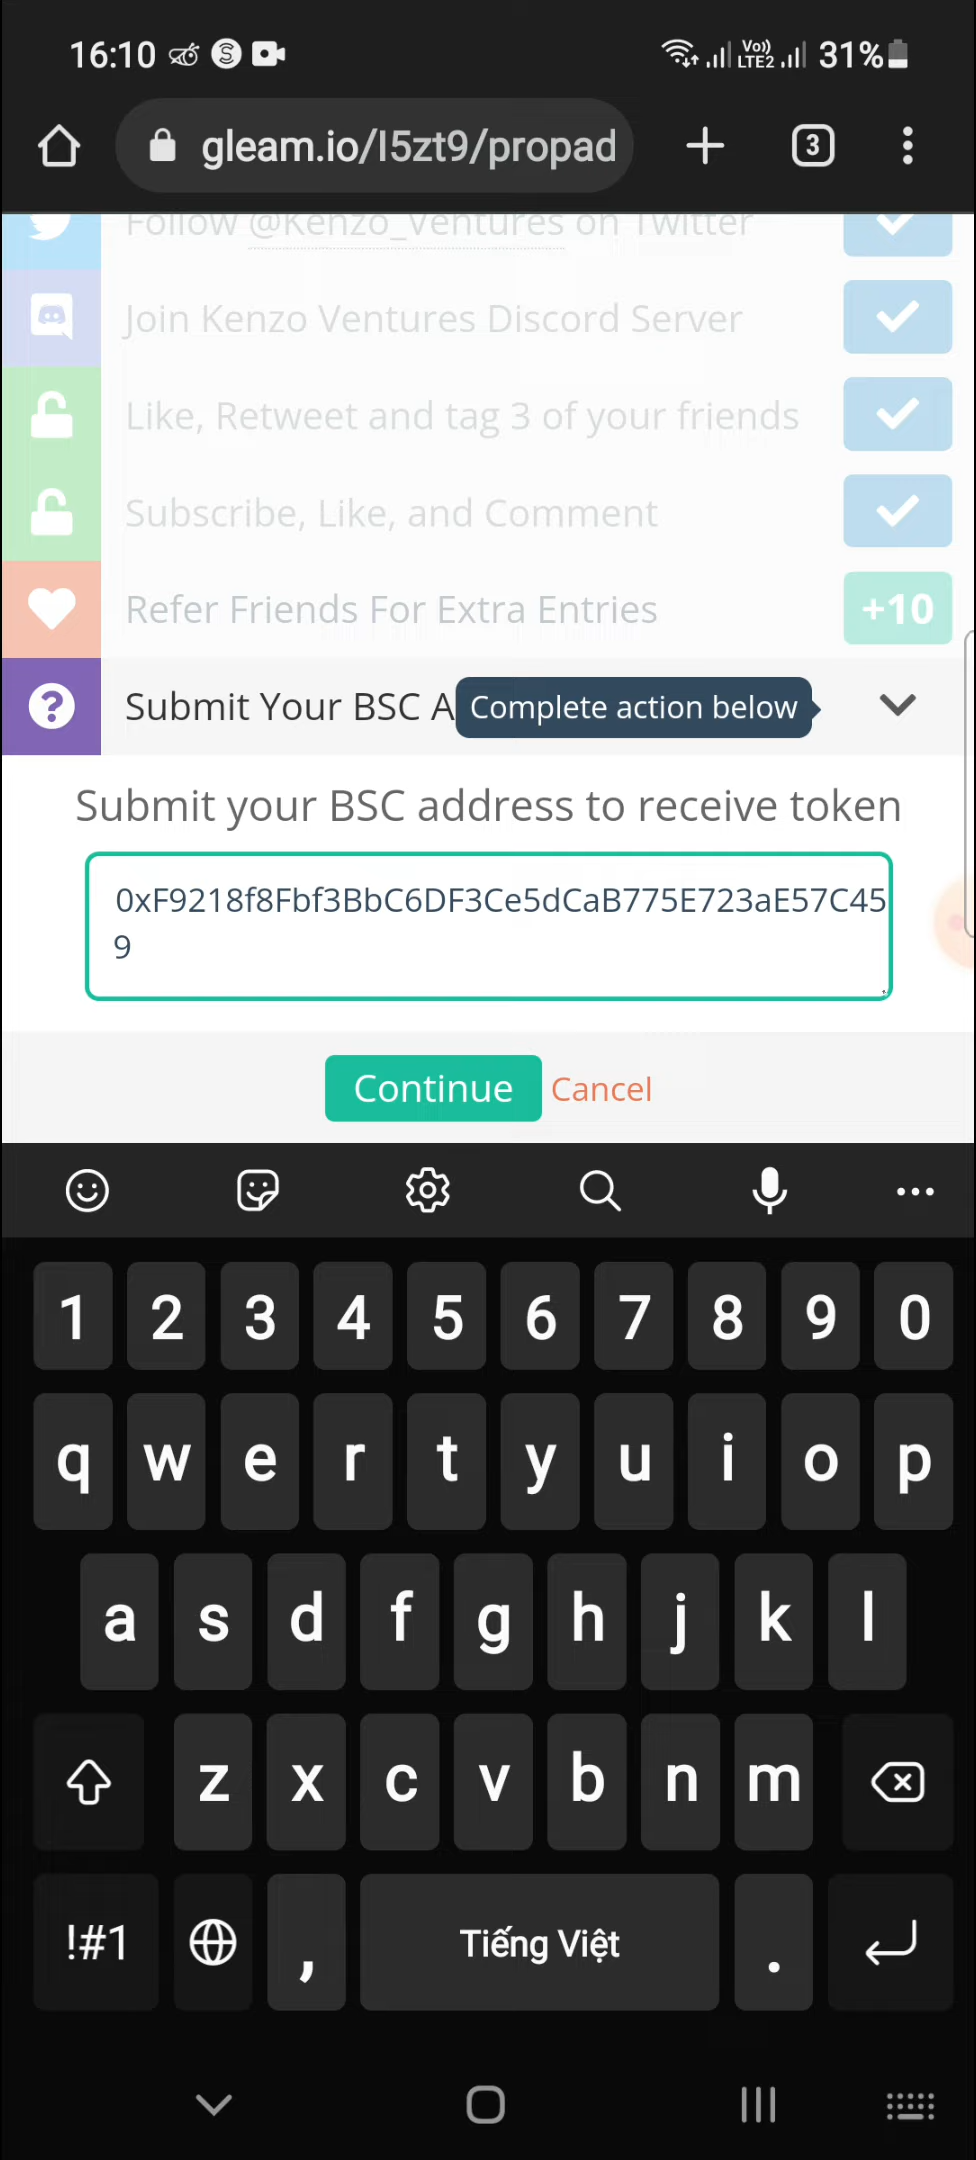 16:10 Vo)) LTE2 31%
gleam.io/l5zt9/propad 3
Follow @Kenzo_Ventures on Twitter
Join Kenzo Ventures Discord Server
Like, Retweet and tag 3 of your friends
Subscribe, Like, and Comment
Refer Friends For Extra Entries +10
Submit Your BSC A Complete action below
Submit your BSC address to receive token
0xF9218f8Fbf3BbC6DF3Ce5dCaB775E723aE57C45
9
Continue Cancel
1 2 3 4 5 6 7 8 9 0
q w e r t y u i o p
a s d f g h j k l
z x c v b n m
!#1 , Tiếng Việt .